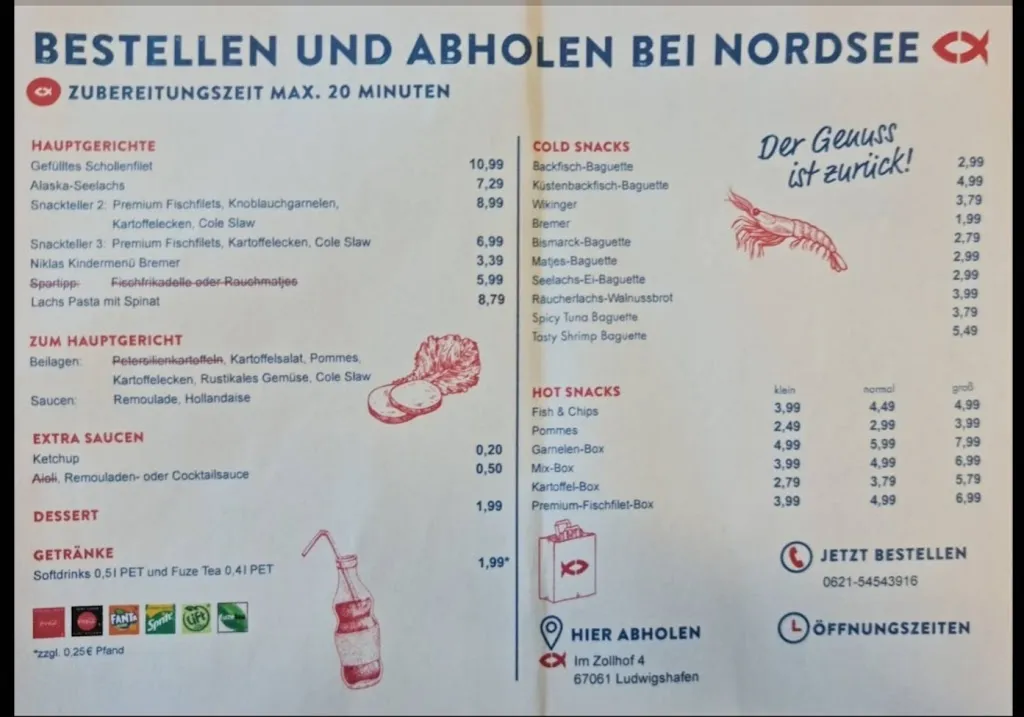 BESTELLEN UND ABHOLEN BEI NORDSEE
ZUBEREITUNGSZEIT MAX. 20 MINUTEN
HAUPTGERICHTE
Gefülltes Schollenfilet 10,99
Alaska-Seelachs 7,29
Snackteller 2: Premium Fischfilets, Knoblauchgarnelen, 8,99
Kartoffelecken, Cole Slaw
Snackteller 3: Premium Fischfilets, Kartoffelecken, Cole Slaw 6,99
Niklas Kindermenü Bremer 3,39
Spartipp: Fischfrikadelle oder Rauchmatjes 5,99
Lachs Pasta mit Spinat 8,79
ZUM HAUPTGERICHT
Beilagen: Petersilienkartoffeln, Kartoffelsalat, Pommes,
Kartoffelecken, Rustikales Gemüse, Cole Slaw
Saucen: Remoulade, Hollandaise
EXTRA SAUCEN
Ketchup 0,20
Aioli, Remouladen- oder Cocktailsauce 0,50
DESSERT 1,99
GETRÄNKE
Softdrinks 0,5l PET und Fuze Tea 0,4l PET 1,99*
FANTA Sprite Lift
*zzgl. 0,25€ Pfand
COLD SNACKS
Der Genuss
ist zurück!
Backfisch-Baguette 2,99
Küstenbackfisch-Baguette 4,99
Wikinger 3,79
Bremer 1,99
Bismarck-Baguette 2,79
Matjes-Baguette 2,99
Seelachs-Ei-Baguette 2,99
Räucherlachs-Walnussbrot 3,99
Spicy Tuna Baguette 3,79
Tasty Shrimp Baguette 5,49
HOT SNACKS klein normal groß
Fish & Chips 3,99 4,49 4,99
Pommes 2,49 2,99 3,99
Garnelen-Box 4,99 5,99 7,99
Mix-Box 3,99 4,99 6,99
Kartoffel-Box 2,79 3,79 5,79
Premium-Fischfilet-Box 3,99 4,99 6,99
JETZT BESTELLEN
0621-54543916
HIER ABHOLEN
Im Zollhof 4
67061 Ludwigshafen
ÖFFNUNGSZEITEN